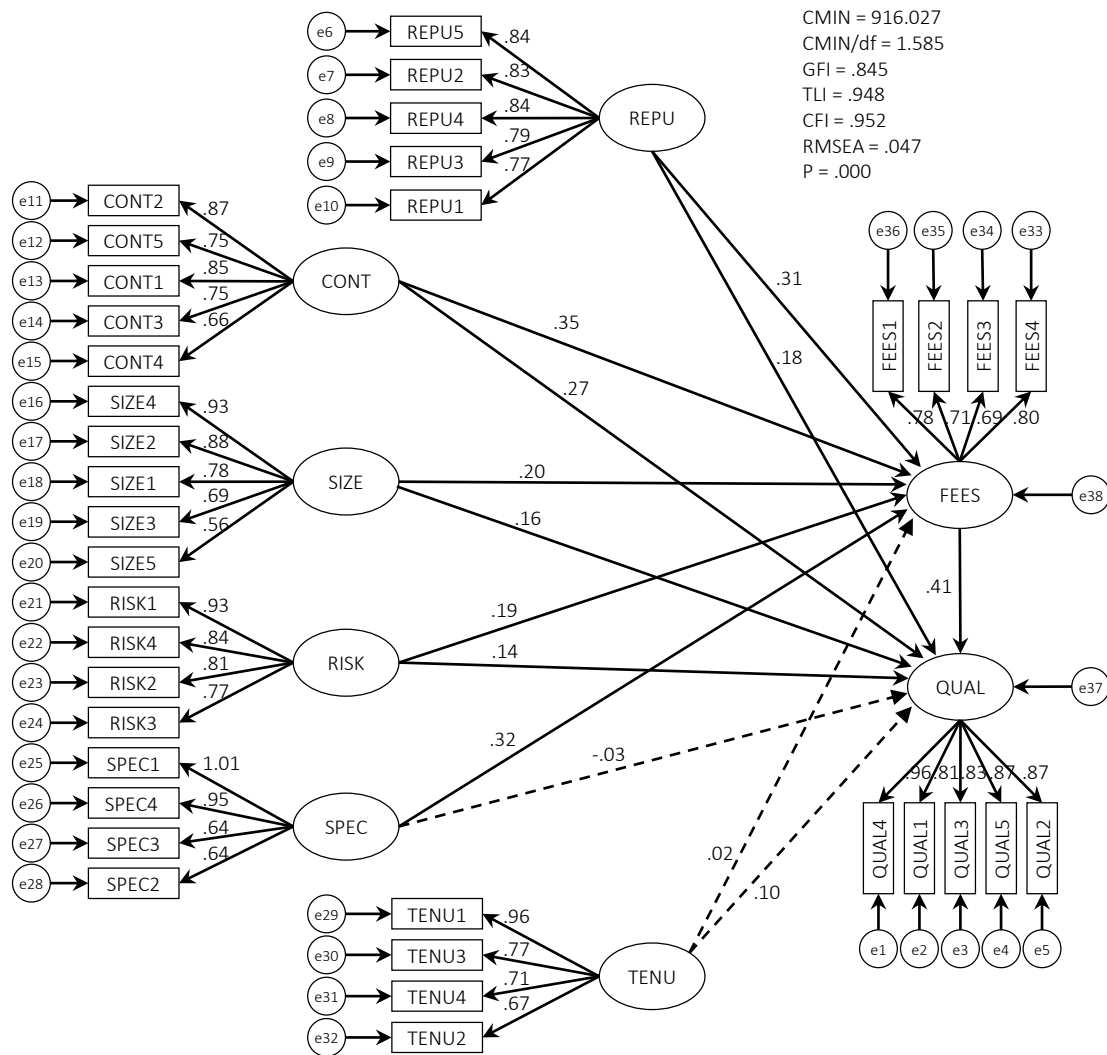 CMIN = 916.027
CMIN/df = 1.585
GFI = .845
TLI = .948
CFI = .952
RMSEA = .047
P = .000
e6 REPU5 .84
e7 REPU2 .83
e8 REPU4 .84
e9 REPU3 .79
e10 REPU1 .77
REPU
e11 CONT2 .87
e12 CONT5 .75
e13 CONT1 .85
e14 CONT3 .75
e15 CONT4 .66
CONT
e16 SIZE4 .93
e17 SIZE2 .88
e18 SIZE1 .78
e19 SIZE3 .69
e20 SIZE5 .56
SIZE
e21 RISK1 .93
e22 RISK4 .84
e23 RISK2 .81
e24 RISK3 .77
RISK
e25 SPEC1 1.01
e26 SPEC4 .95
e27 SPEC3 .64
e28 SPEC2 .64
SPEC
e29 TENU1 .96
e30 TENU3 .77
e31 TENU4 .71
e32 TENU2 .67
TENU
.31
.18
.35
.27
.20
.16
.19
.14
.32
-.03
.02
.10
e36 e35 e34 e33
FEES1 FEES2 FEES3 FEES4
.78 .71 .69 .80
FEES e38
.41
QUAL e37
.96 .81 .83 .87 .87
QUAL4 QUAL1 QUAL3 QUAL5 QUAL2
e1 e2 e3 e4 e5